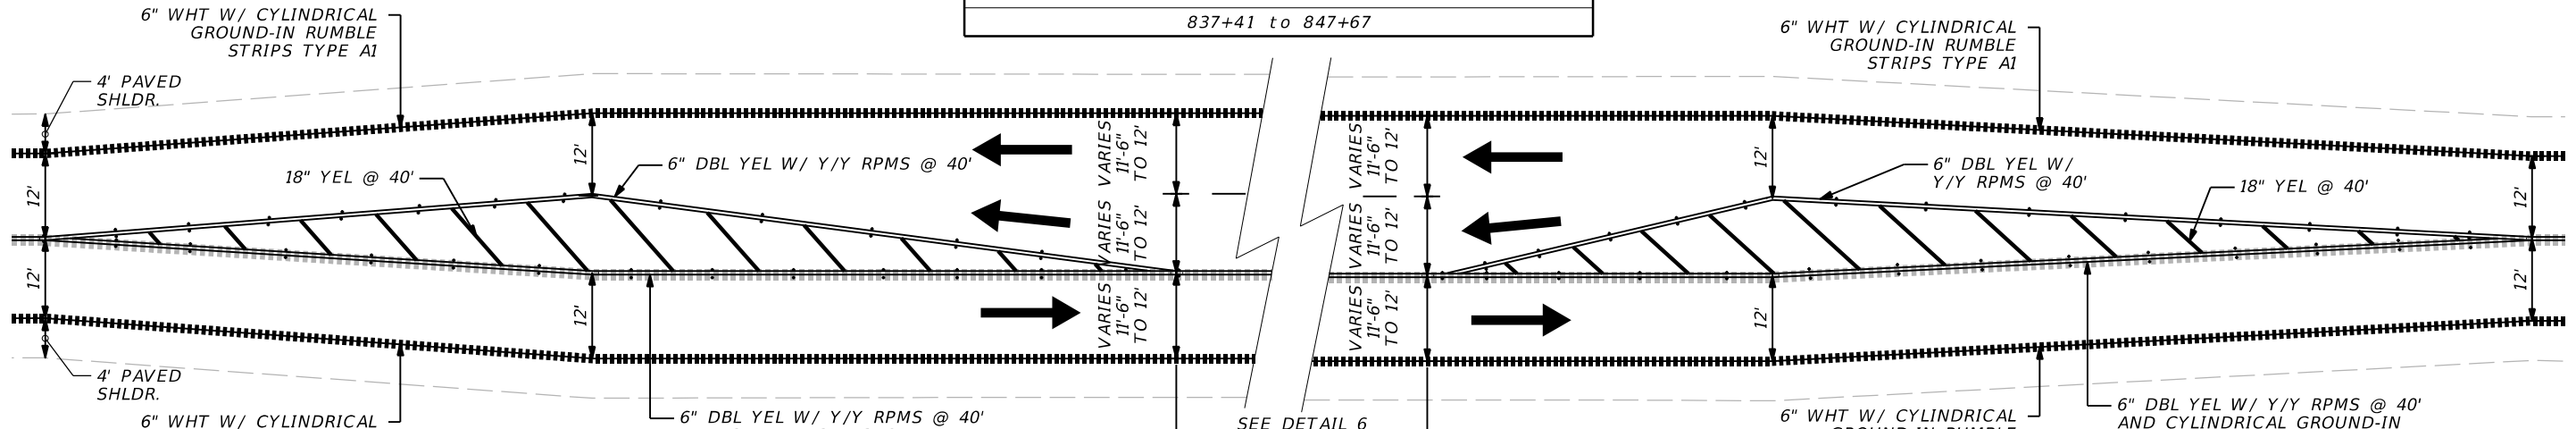 837+41 to 847+67
6" WHT W/ CYLINDRICAL
GROUND-IN RUMBLE
STRIPS TYPE A1
6" WHT W/ CYLINDRICAL
GROUND-IN RUMBLE
STRIPS TYPE A1
4' PAVED
SHLDR.
12'
12'
18" YEL @ 40'
12'
12'
6" DBL YEL W/ Y/Y RPMS @ 40'
VARIES
11'-6"
TO 12'
VARIES
11'-6"
TO 12'
VARIES
11'-6"
TO 12'
VARIES
11'-6"
TO 12'
VARIES
11'-6"
TO 12'
VARIES
11'-6"
TO 12'
12'
12'
6" DBL YEL W/
Y/Y RPMS @ 40'
18" YEL @ 40'
12'
12'
4' PAVED
SHLDR.
6" WHT W/ CYLINDRICAL
6" DBL YEL W/ Y/Y RPMS @ 40'
SEE DETAIL 6
6" WHT W/ CYLINDRICAL
GROUND-IN RUMBLE
6" DBL YEL W/ Y/Y RPMS @ 40'
AND CYLINDRICAL GROUND-IN